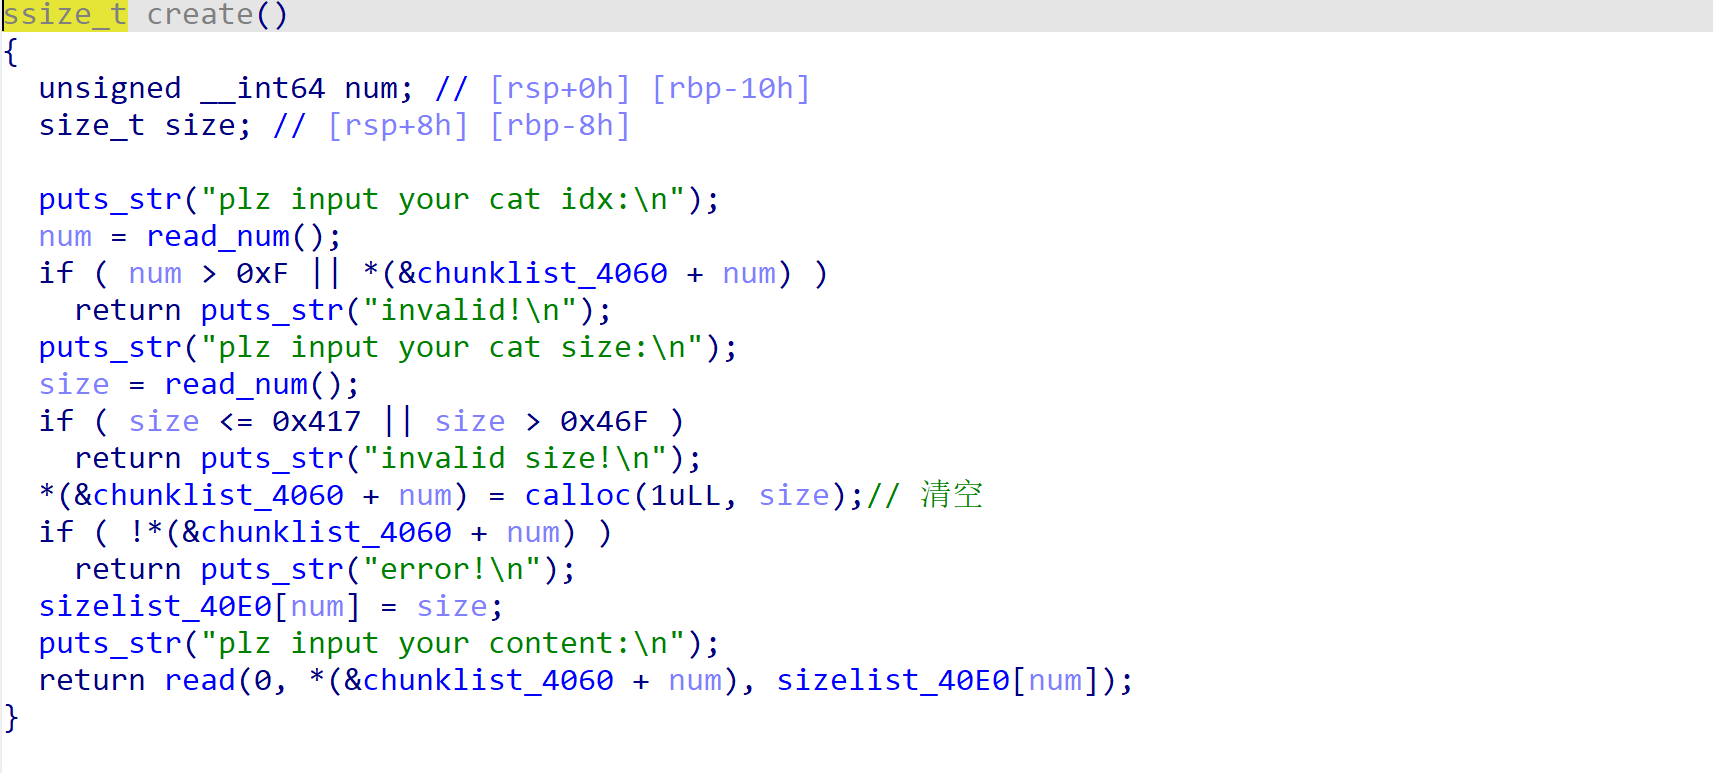 ssize_t create()
{
  unsigned __int64 num; // [rsp+0h] [rbp-10h]
  size_t size; // [rsp+8h] [rbp-8h]

  puts_str("plz input your cat idx:\n");
  num = read_num();
  if ( num > 0xF || *(&chunklist_4060 + num) )
    return puts_str("invalid!\n");
  puts_str("plz input your cat size:\n");
  size = read_num();
  if ( size <= 0x417 || size > 0x46F )
    return puts_str("invalid size!\n");
  *(&chunklist_4060 + num) = calloc(1uLL, size);// 清空
  if ( !*(&chunklist_4060 + num) )
    return puts_str("error!\n");
  sizelist_40E0[num] = size;
  puts_str("plz input your content:\n");
  return read(0, *(&chunklist_4060 + num), sizelist_40E0[num]);
}